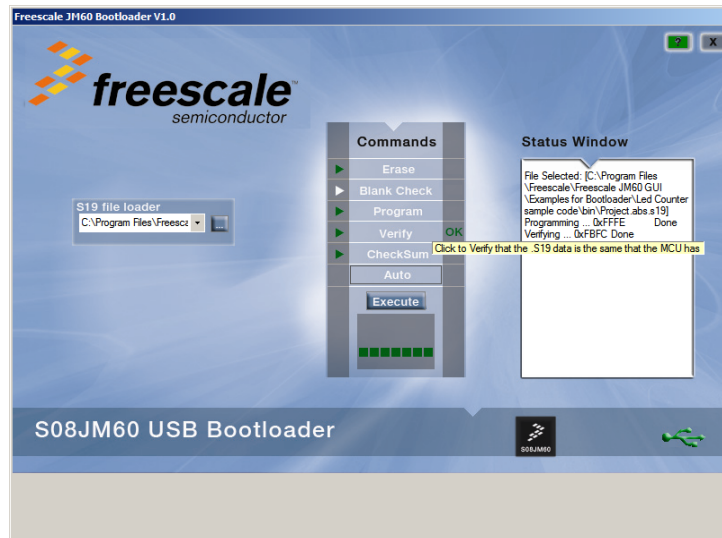 Freescale JM60 Bootloader V1.0
? X
freescale™
semiconductor
Commands
Erase
Blank Check
Program
Verify OK
CheckSum
Auto
Execute
S19 file loader
C:\Program Files\Freesca
...
Status Window
File Selected: [C:\Program Files
\Freescale\Freescale JM60 GUI
\Examples for Bootloader\Led Counter
sample code\bin\Project.abs.s19]
Programming ... 0xFFFE Done
Verifying ... 0xFBFC Done
Click to Verify that the .S19 data is the same that the MCU has
S08JM60 USB Bootloader
S08JM60